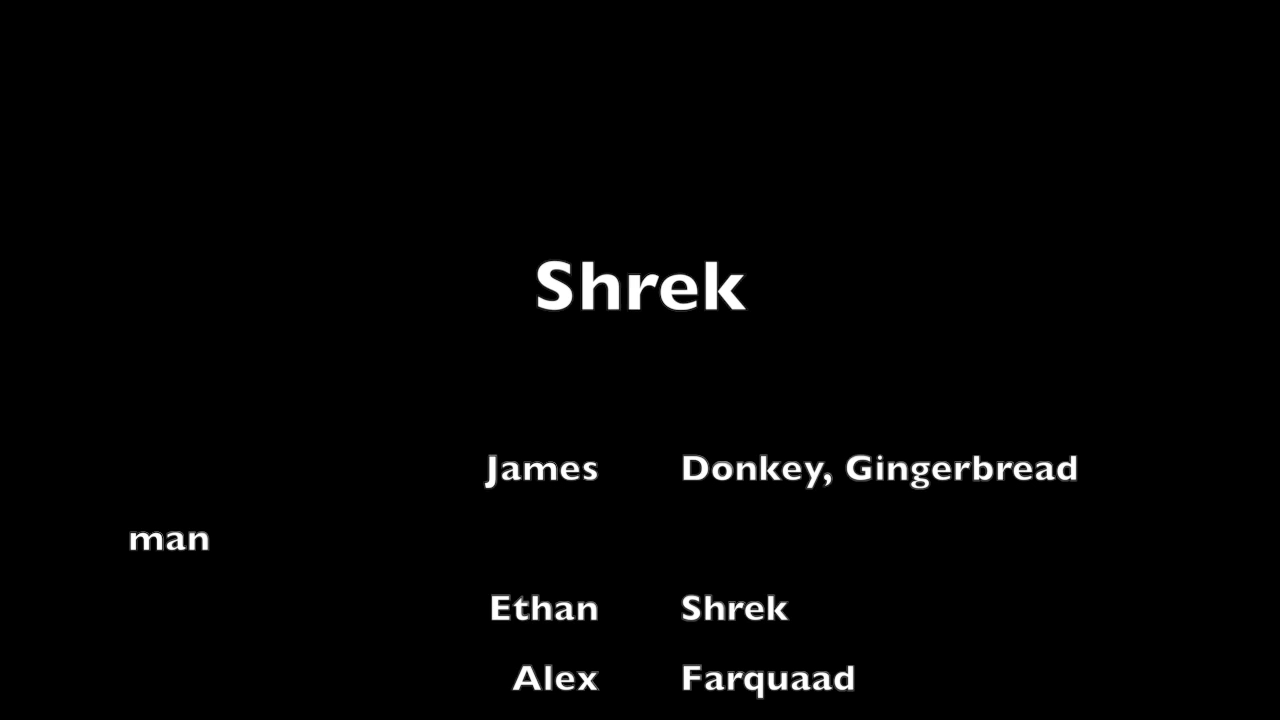 Shrek
James Donkey, Gingerbread
man
Ethan Shrek
Alex Farquaad